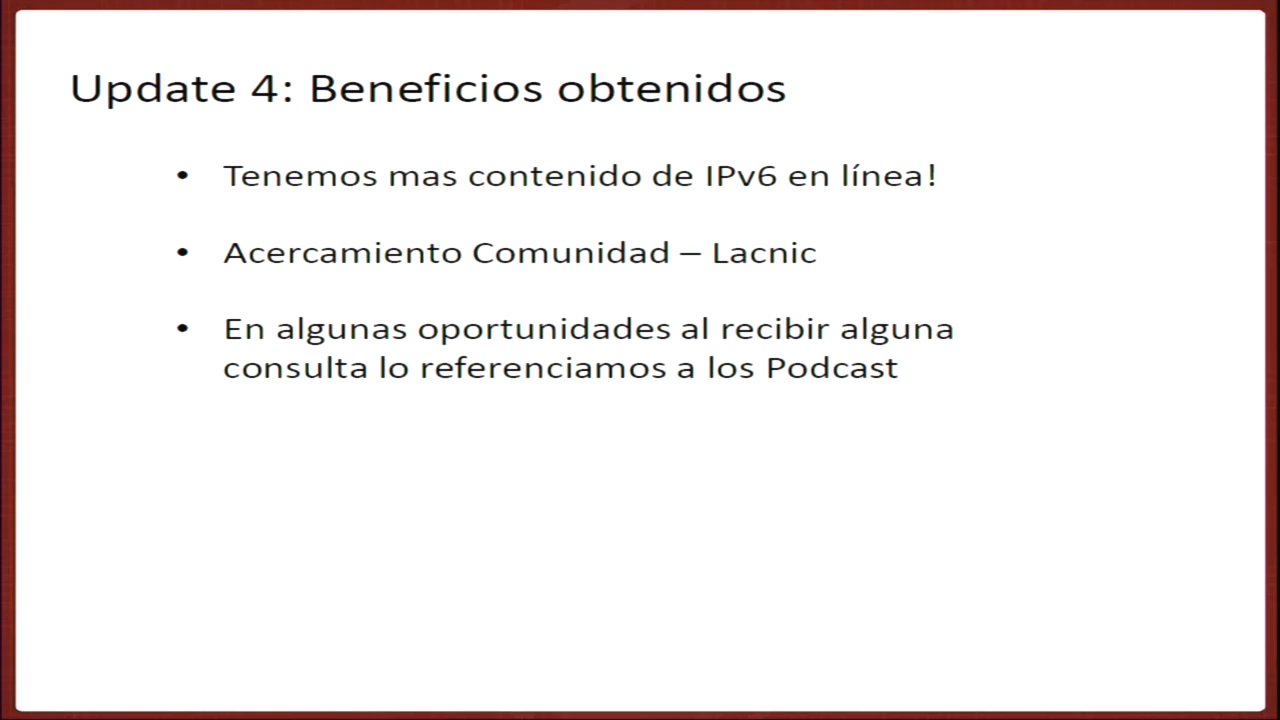 Update 4: Beneficios obtenidos
• Tenemos mas contenido de IPv6 en línea!
• Acercamiento Comunidad – Lacnic
• En algunas oportunidades al recibir alguna
consulta lo referenciamos a los Podcast